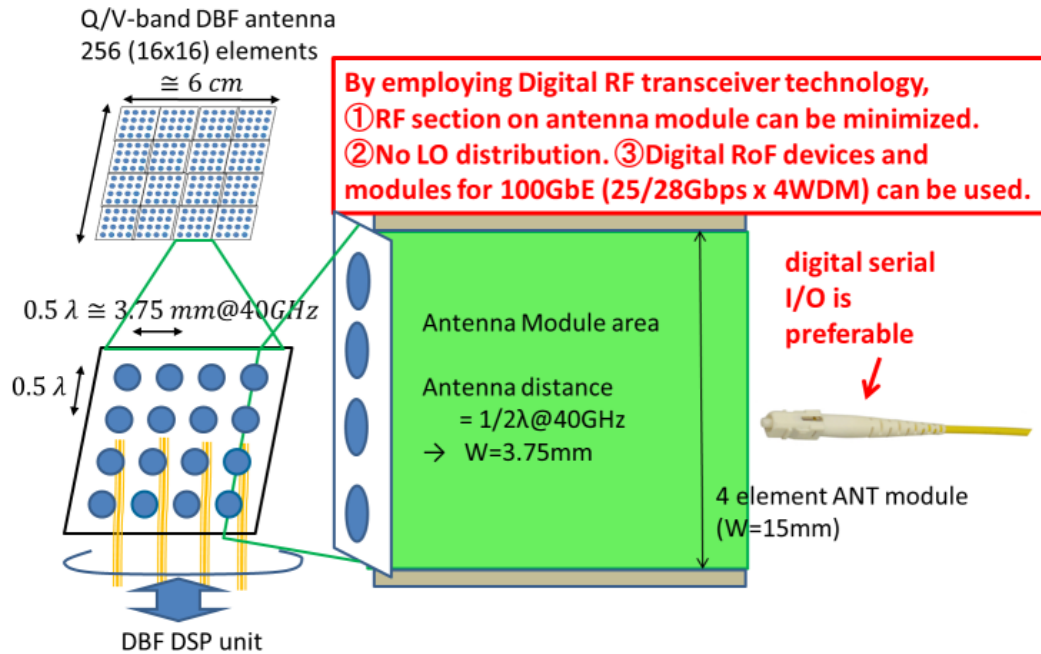 Q/V-band DBF antenna
256 (16x16) elements
≅ 6 cm
By employing Digital RF transceiver technology,
①RF section on antenna module can be minimized.
②No LO distribution. ③Digital RoF devices and
modules for 100GbE (25/28Gbps x 4WDM) can be used.
digital serial
I/O is
preferable
0.5 λ ≅ 3.75 mm@40GHz
0.5 λ
Antenna Module area
Antenna distance
= 1/2λ@40GHz
→ W=3.75mm
4 element ANT module
(W=15mm)
DBF DSP unit